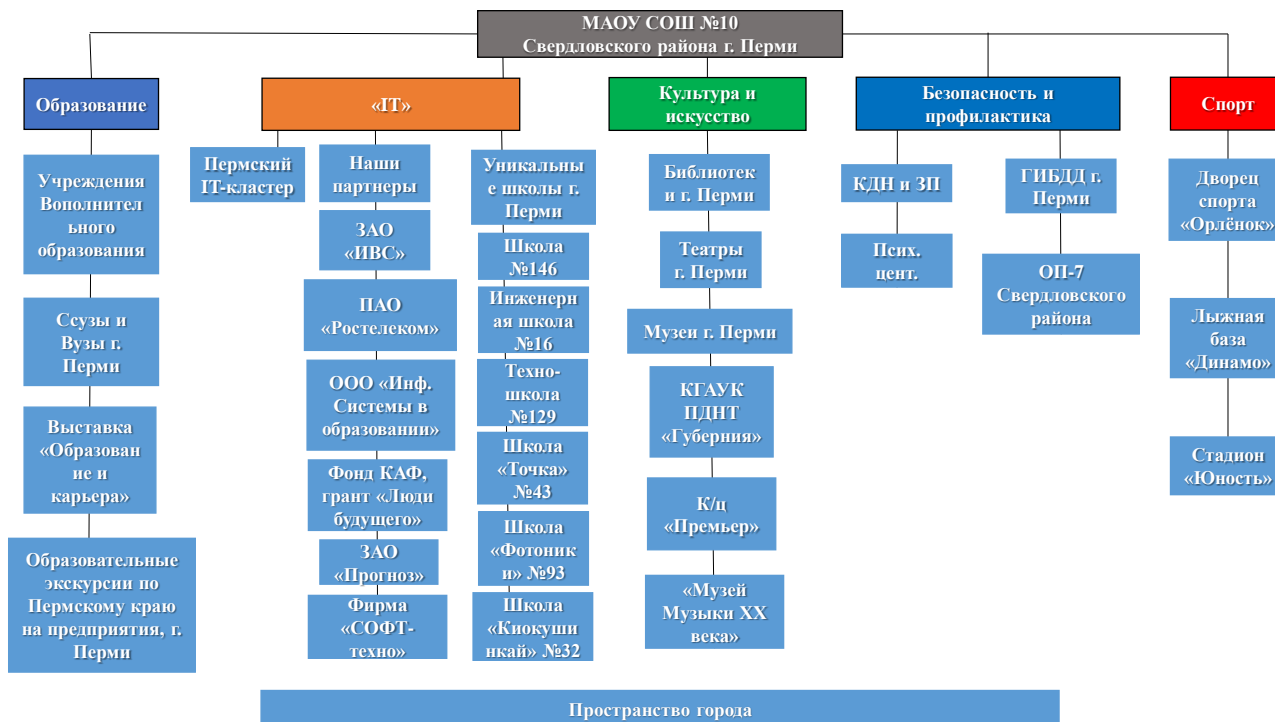 МАОУ СОШ №10
Свердловского района г. Перми
Образование
«IT»
Культура и
искусство
Безопасность и
профилактика
Спорт
Учреждения
Вополнител
ьного
образования
Ссузы и
Вузы г.
Перми
Выставка
«Образован
ие и
карьера»
Образовательные
экскурсии по
Пермскому краю
на предприятия, г.
Перми
Пермский
IT-кластер
Наши
партнеры
ЗАО
«ИВС»
ПАО
«Ростелеком»
ООО «Инф.
Системы в
образовании»
Фонд КАФ,
грант «Люди
будущего»
ЗАО
«Прогноз»
Фирма
«СОФТ-
техно»
Уникальны
е школы г.
Перми
Школа
№146
Инженерн
ая школа
№16
Техно-
школа
№129
Школа
«Точка»
№43
Школа
«Фотоник
и» №93
Школа
«Киокуши
нкай» №32
Библиотек
и г. Перми
Театры
г. Перми
Музеи г. Перми
КГАУК
ПДНТ
«Губерния»
К/ц
«Премьер»
«Музей
Музыки XX
века»
КДН и ЗП
Псих.
цент.
ГИБДД г.
Перми
ОП-7
Свердловского
района
Дворец
спорта
«Орлёнок»
Лыжная
база
«Динамо»
Стадион
«Юность»
Пространство города